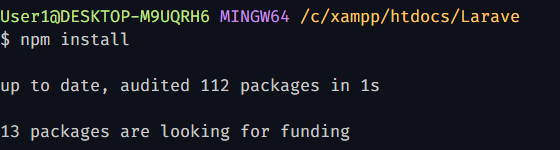 User1@DESKTOP-M9UQRH6 MINGW64 /c/xampp/htdocs/Larave
$ npm install
up to date, audited 112 packages in 1s
13 packages are looking for funding